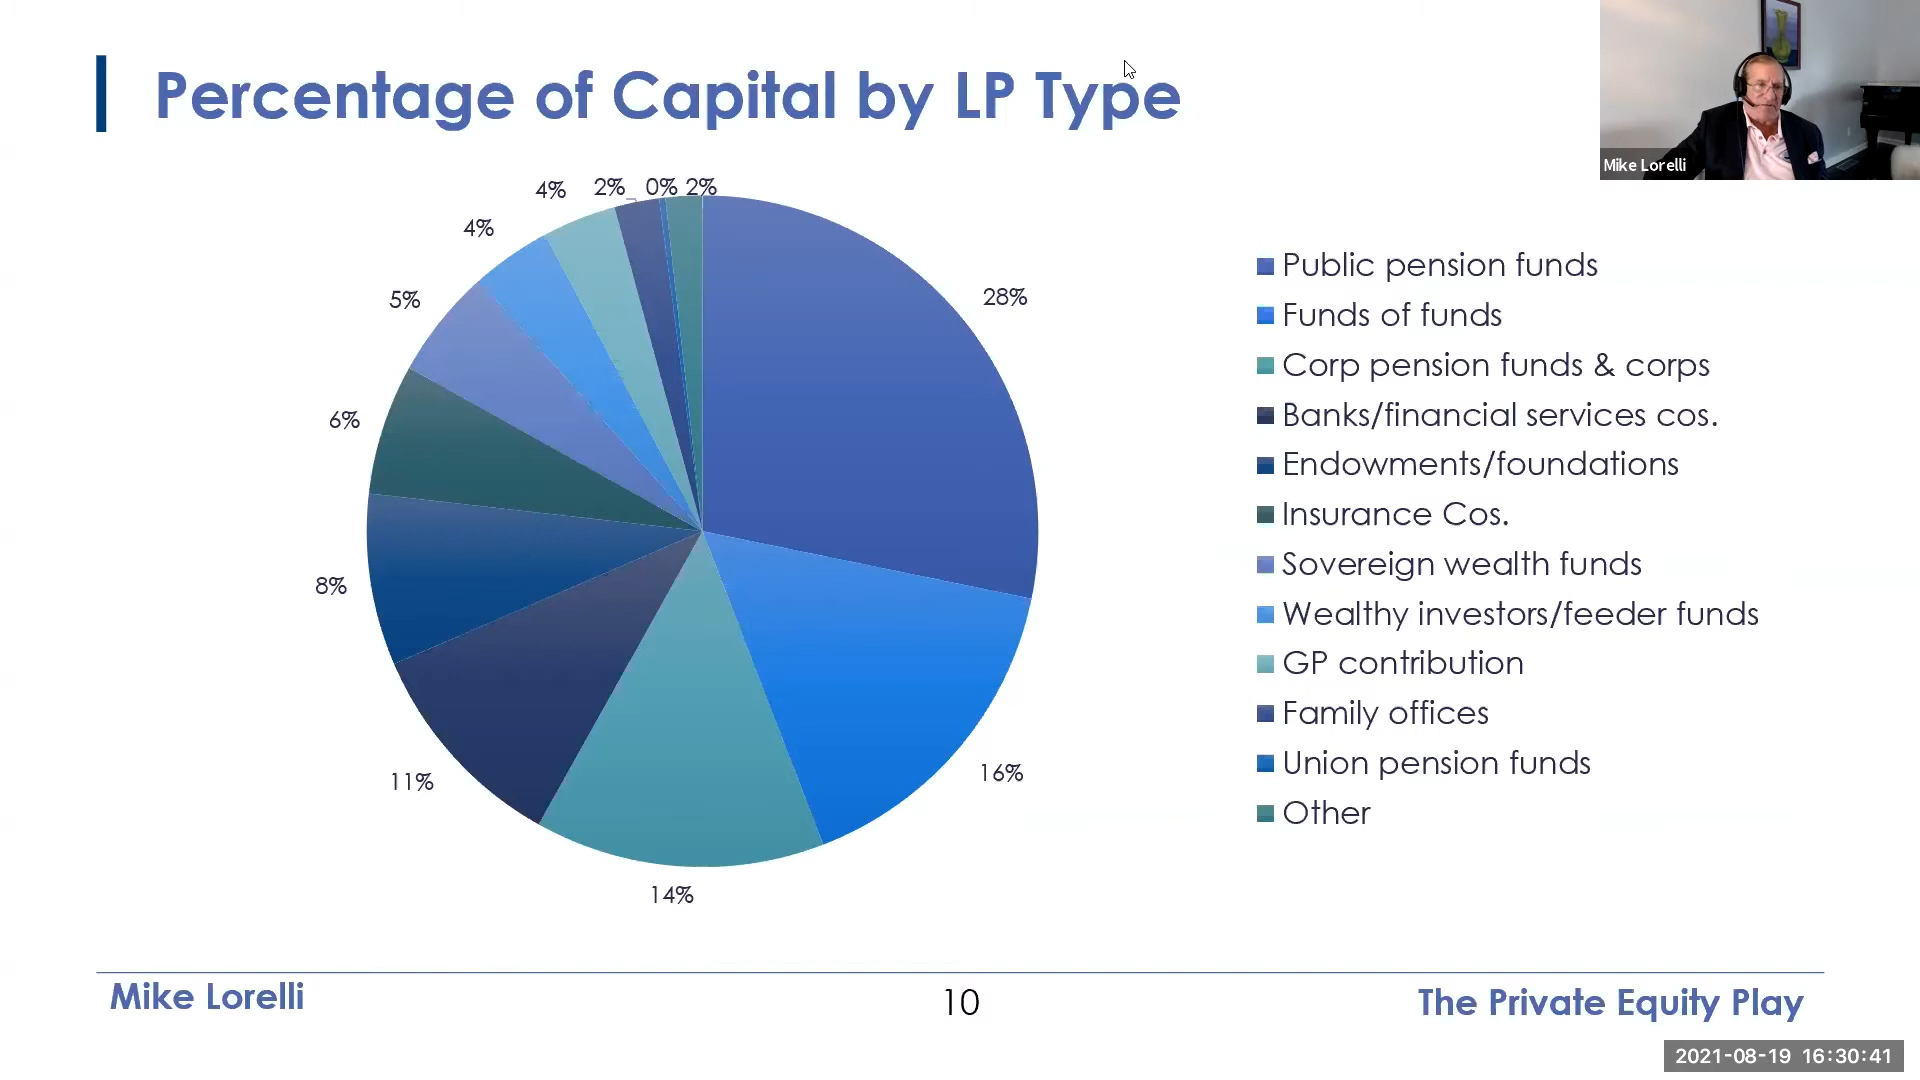 Percentage of Capital by LP Type
Mike Lorelli
4%
2%
0%
2%
4%
5%
6%
8%
11%
14%
16%
28%
Public pension funds
Funds of funds
Corp pension funds & corps
Banks/financial services cos.
Endowments/foundations
Insurance Cos.
Sovereign wealth funds
Wealthy investors/feeder funds
GP contribution
Family offices
Union pension funds
Other
Mike Lorelli
10
The Private Equity Play
2021-08-19 16:30:41